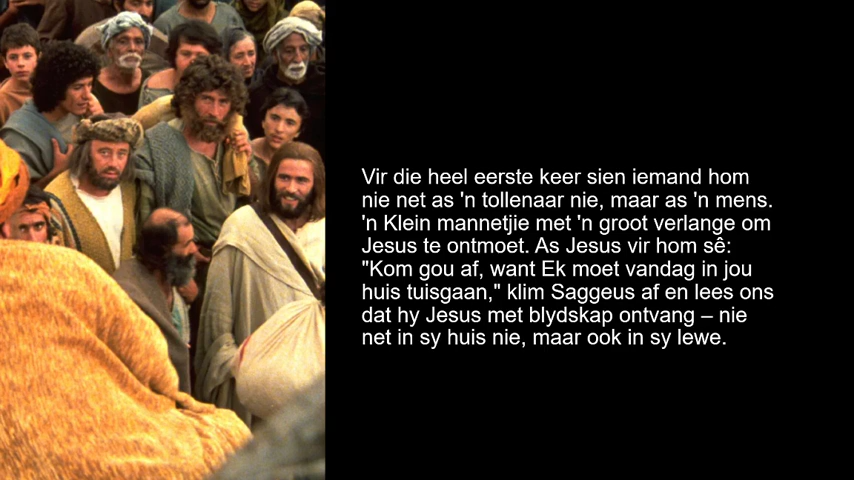 Vir die heel eerste keer sien iemand hom
nie net as 'n tollenaar nie, maar as 'n mens.
'n Klein mannetjie met 'n groot verlange om
Jesus te ontmoet. As Jesus vir hom sê:
"Kom gou af, want Ek moet vandag in jou
huis tuisgaan," klim Saggeus af en lees ons
dat hy Jesus met blydskap ontvang – nie
net in sy huis nie, maar ook in sy lewe.